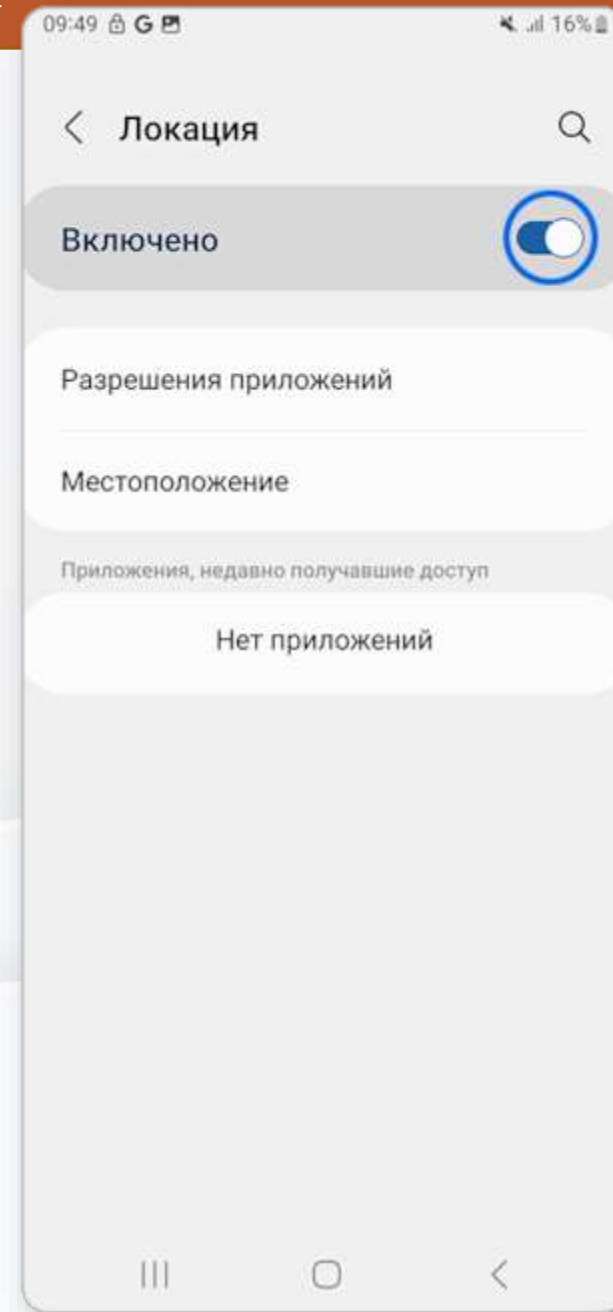 09:49 G 16%
Локация
Включено
Разрешения приложений
Местоположение
Приложения, недавно получавшие доступ
Нет приложений